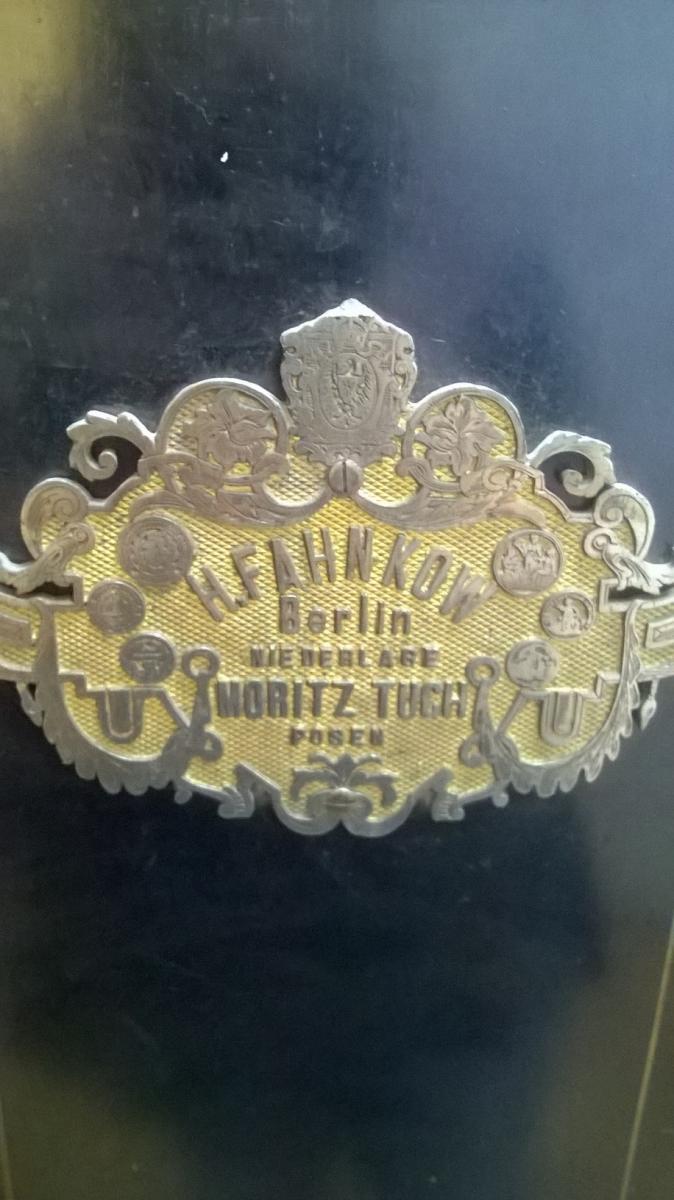 H. FAHNKOW
Berlin
NIEDERLAGE
MORITZ TUCH
POSEN